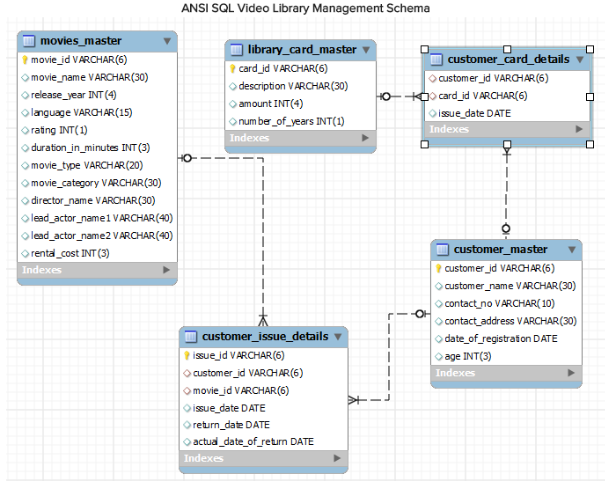 ANSI SQL Video Library Management Schema
movies_master
movie_id VARCHAR(6)
movie_name VARCHAR(30)
release_year INT(4)
language VARCHAR(15)
rating INT(1)
duration_in_minutes INT(3)
movie_type VARCHAR(20)
movie_category VARCHAR(30)
director_name VARCHAR(30)
lead_actor_name1 VARCHAR(40)
lead_actor_name2 VARCHAR(40)
rental_cost INT(3)
Indexes
library_card_master
card_id VARCHAR(6)
description VARCHAR(30)
amount INT(4)
number_of_years INT(1)
Indexes
customer_card_details
customer_id VARCHAR(6)
card_id VARCHAR(6)
issue_date DATE
Indexes
customer_master
customer_id VARCHAR(6)
customer_name VARCHAR(30)
contact_no VARCHAR(10)
contact_address VARCHAR(30)
date_of_registration DATE
age INT(3)
Indexes
customer_issue_details
issue_id VARCHAR(6)
customer_id VARCHAR(6)
movie_id VARCHAR(6)
issue_date DATE
return_date DATE
actual_date_of_return DATE
Indexes